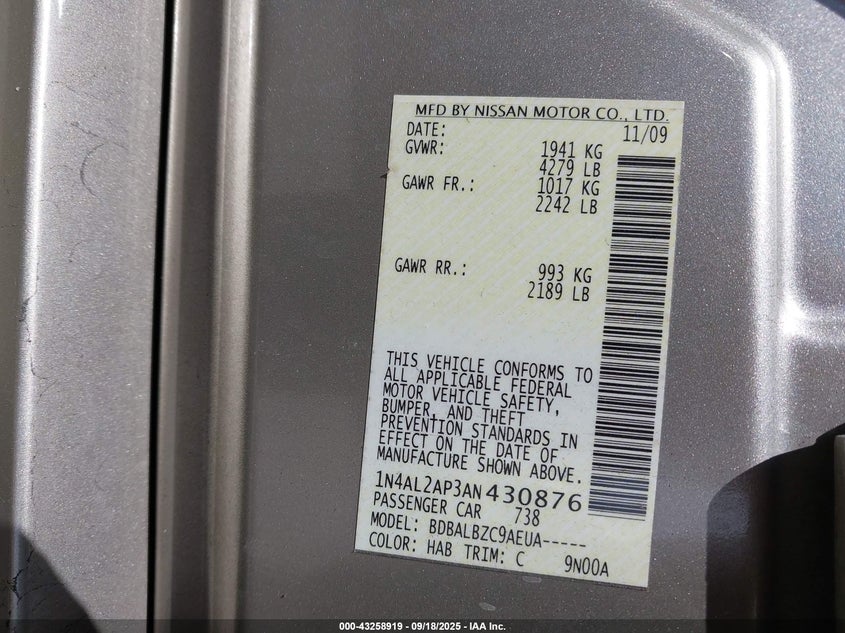 MFD BY NISSAN MOTOR CO., LTD.
DATE: 11/09
GVWR: 1941 KG
4279 LB
GAWR FR.: 1017 KG
2242 LB
GAWR RR.: 993 KG
2189 LB
THIS VEHICLE CONFORMS TO
ALL APPLICABLE FEDERAL
MOTOR VEHICLE SAFETY,
BUMPER, AND THEFT
PREVENTION STANDARDS IN
EFFECT ON THE DATE OF
MANUFACTURE SHOWN ABOVE.
1N4AL2AP3AN430876
PASSENGER CAR 738
MODEL: BDBALBZC9AEUA-----
COLOR: HAB TRIM: C 9N00A
000-43258919 - 09/18/2025 - IAA Inc.